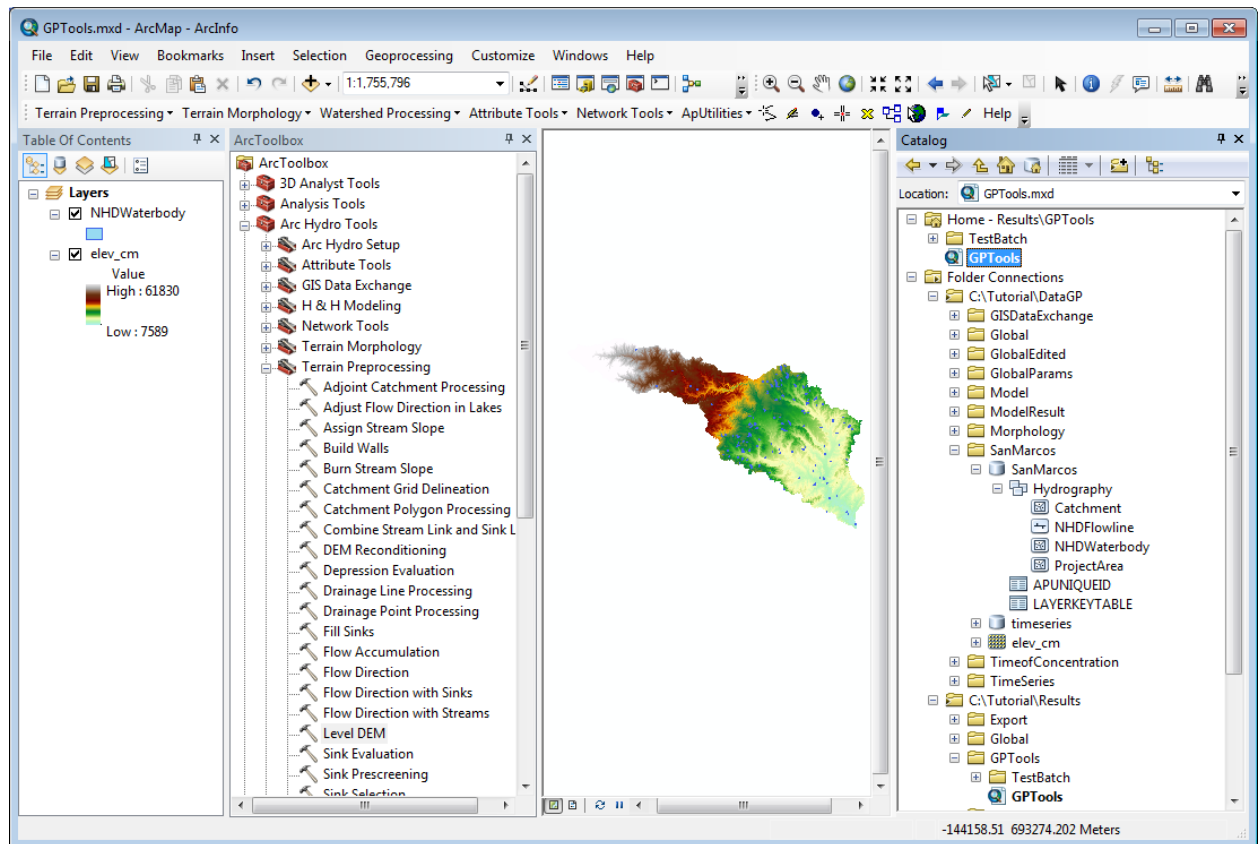 GPTools.mxd - ArcMap - ArcInfo
File Edit View Bookmarks Insert Selection Geoprocessing Customize Windows Help
1:1,755,796
Terrain Preprocessing Terrain Morphology Watershed Processing Attribute Tools Network Tools ApUtilities Help
Table Of Contents
Layers
NHDWaterbody
elev_cm
Value
High : 61830
Low : 7589
ArcToolbox
ArcToolbox
3D Analyst Tools
Analysis Tools
Arc Hydro Tools
Arc Hydro Setup
Attribute Tools
GIS Data Exchange
H & H Modeling
Network Tools
Terrain Morphology
Terrain Preprocessing
Adjoint Catchment Processing
Adjust Flow Direction in Lakes
Assign Stream Slope
Build Walls
Burn Stream Slope
Catchment Grid Delineation
Catchment Polygon Processing
Combine Stream Link and Sink L
DEM Reconditioning
Depression Evaluation
Drainage Line Processing
Drainage Point Processing
Fill Sinks
Flow Accumulation
Flow Direction
Flow Direction with Sinks
Flow Direction with Streams
Level DEM
Sink Evaluation
Sink Prescreening
Sink Selection
Catalog
Location: GPTools.mxd
Home - Results\GPTools
TestBatch
GPTools
Folder Connections
C:\Tutorial\DataGP
GISDataExchange
Global
GlobalEdited
GlobalParams
Model
ModelResult
Morphology
SanMarcos
SanMarcos
Hydrography
Catchment
NHDFlowline
NHDWaterbody
ProjectArea
APUNIQUEID
LAYERKEYTABLE
timeseries
elev_cm
TimeofConcentration
TimeSeries
C:\Tutorial\Results
Export
Global
GPTools
TestBatch
GPTools
-144158.51 693274.202 Meters